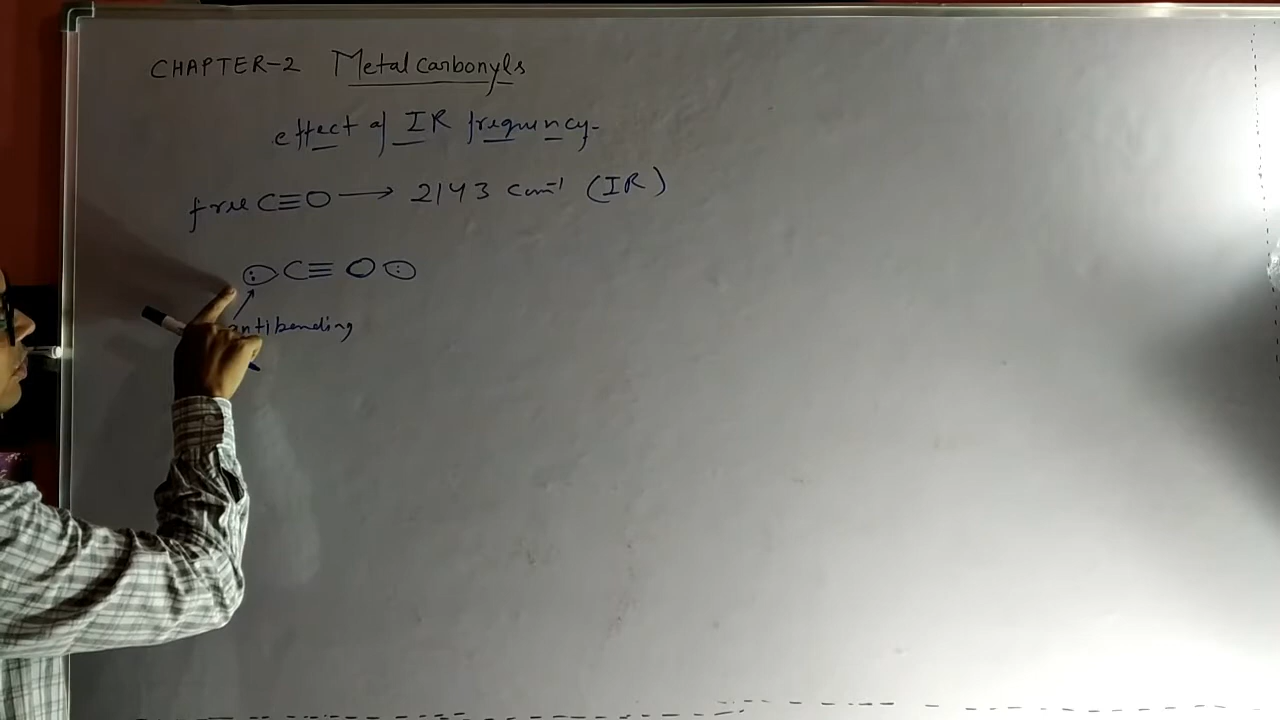 CHAPTER-2 Metal carbonyls
effect of IR frequency-
free C≡O → 2143 cm⁻¹ (IR)
: C≡O :
antibonding